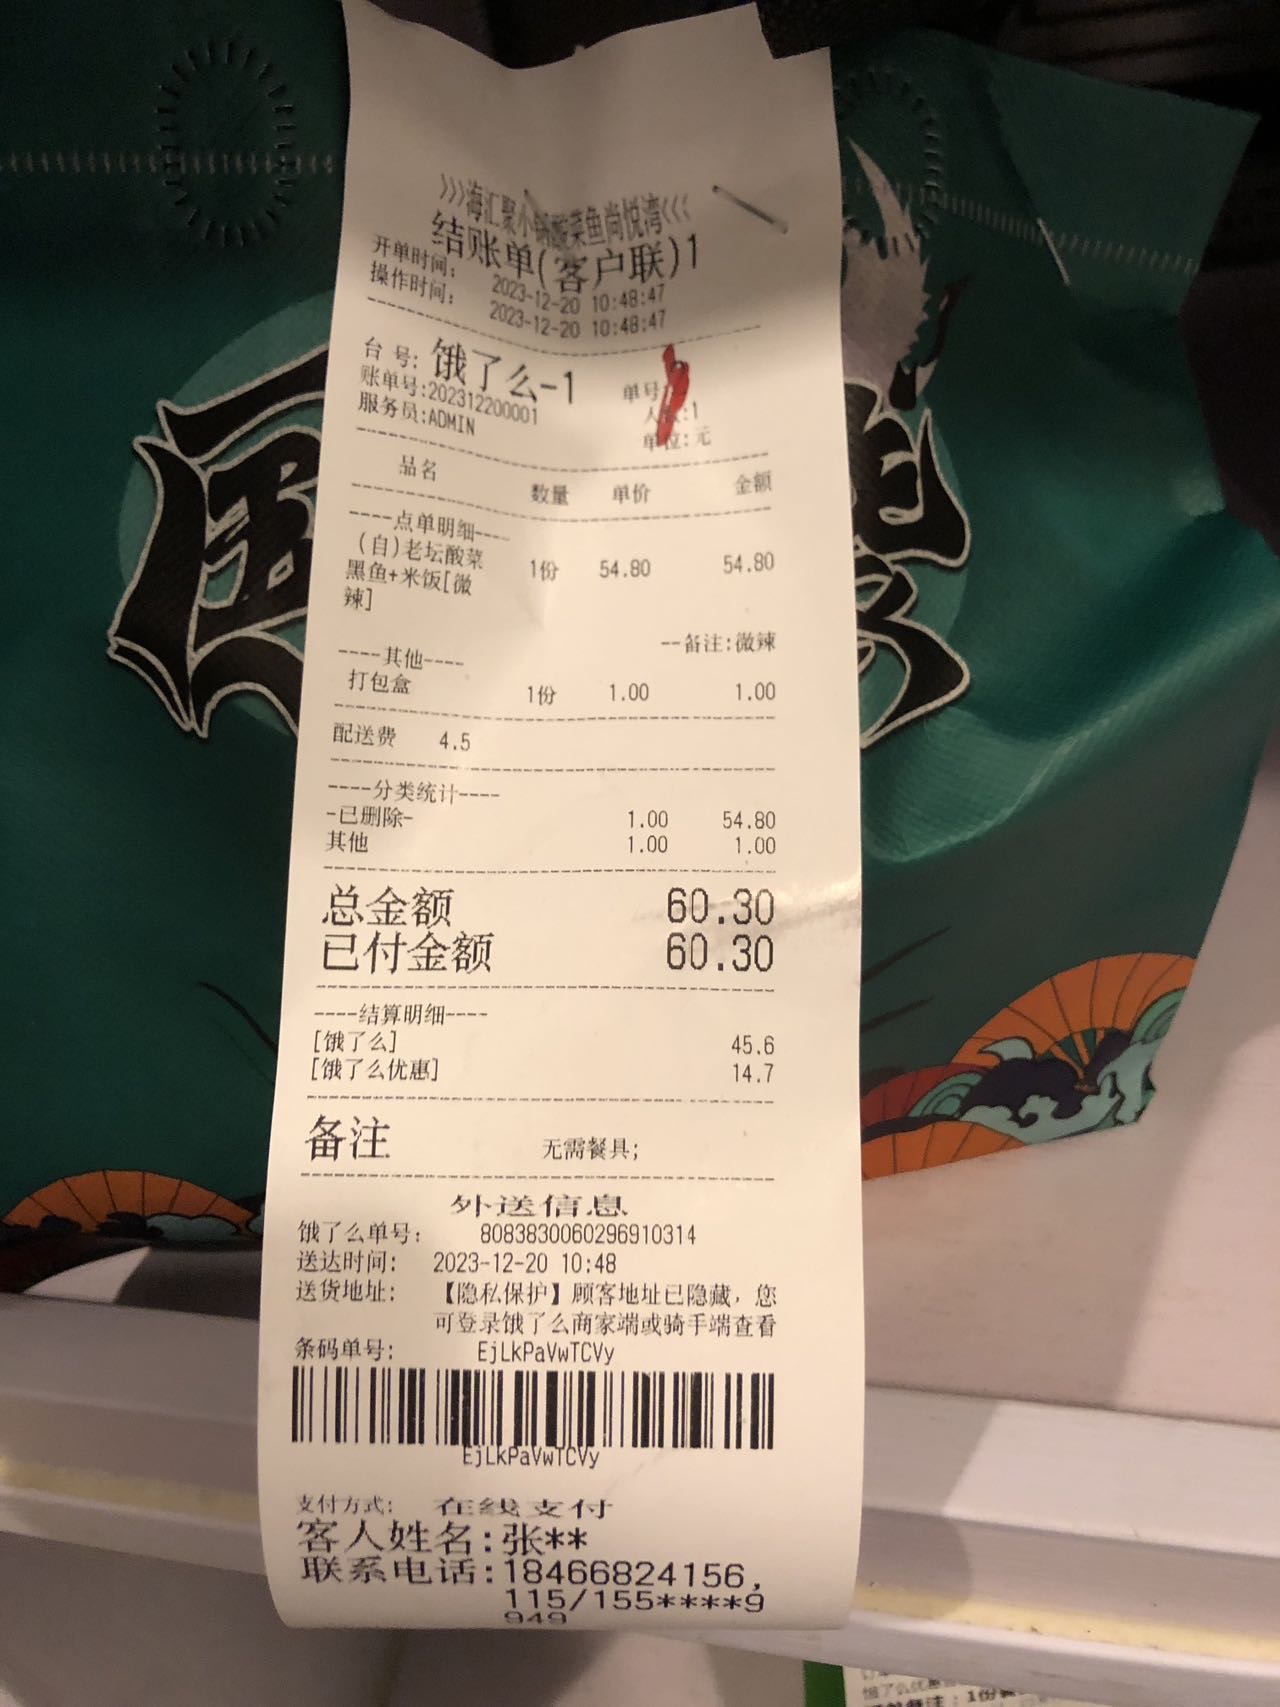 >>>海汇聚小锅酸菜鱼尚悦湾<<<
结账单(客户联)1
开单时间: 2023-12-20 10:48:47
操作时间: 2023-12-20 10:48:47
台号: 饿了么-1 单号:
账单号:202312200001 人数:1
服务员:ADMIN 单位:元
品名 数量 单价 金额
----点单明细----
(自)老坛酸菜 1份 54.80 54.80
黑鱼+米饭[微
辣]
--备注:微辣
----其他----
打包盒 1份 1.00 1.00
配送费 4.5
----分类统计----
-已删除- 1.00 54.80
其他 1.00 1.00
总金额 60.30
已付金额 60.30
----结算明细----
[饿了么] 45.6
[饿了么优惠] 14.7
备注 无需餐具;
外送信息
饿了么单号: 8083830060296910314
送达时间: 2023-12-20 10:48
送货地址: 【隐私保护】顾客地址已隐藏，您
可登录饿了么商家端或骑手端查看
条码单号: EjLkPaVwTCVy
EjLkPaVwTCVy
支付方式: 在线支付
客人姓名:张**
联系电话:18466824156,
115/155****9
949